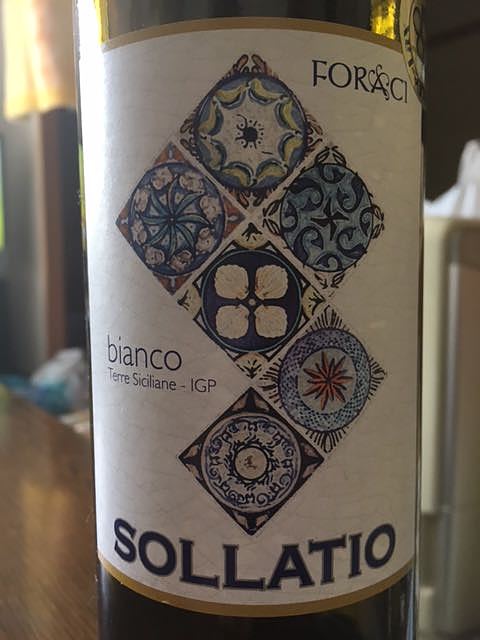 FORACI
bianco
Terre Siciliane - IGP
SOLLATIO